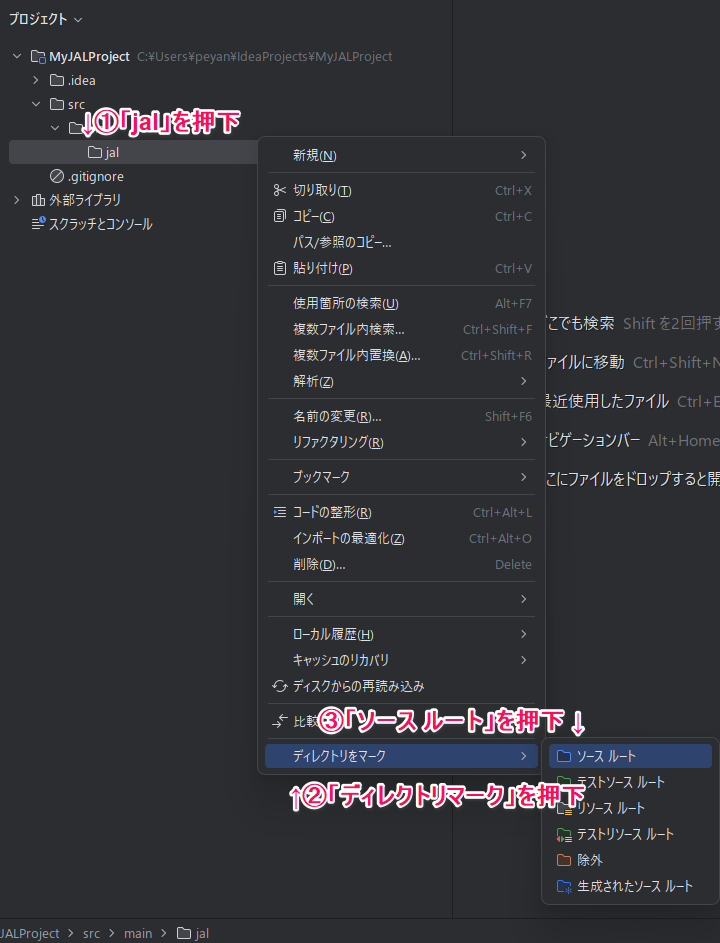 プロジェクト
MyJALProject C:¥Users¥peyan¥IdeaProjects¥MyJALProject
.idea
src
↓①「jal」を押下
jal
.gitignore
外部ライブラリ
スクラッチとコンソール
新規(N)
切り取り(T) Ctrl+X
コピー(C) Ctrl+C
パス/参照のコピー...
貼り付け(P) Ctrl+V
使用箇所の検索(U) Alt+F7
複数ファイル内検索... Ctrl+Shift+F
複数ファイル内置換(A)... Ctrl+Shift+R
解析(Z)
名前の変更(R)... Shift+F6
リファクタリング(R)
ブックマーク
コードの整形(R) Ctrl+Alt+L
インポートの最適化(Z) Ctrl+Alt+O
削除(D)... Delete
開く
ローカル履歴(H)
キャッシュのリカバリ
ディスクからの再読み込み
比較
③「ソース ルート」を押下 ↓
ディレクトリをマーク
↑②「ディレクトリマーク」を押下
ソース ルート
テストソース ルート
リソース ルート
テストリソース ルート
除外
生成されたソース ルート
こでも検索 Shift を2回押す
ァイルに移動 Ctrl+Shift+N
最近使用したファイル Ctrl+E
ナビゲーションバー Alt+Home
こにファイルをドロップすると開
JALProject > src > main > jal